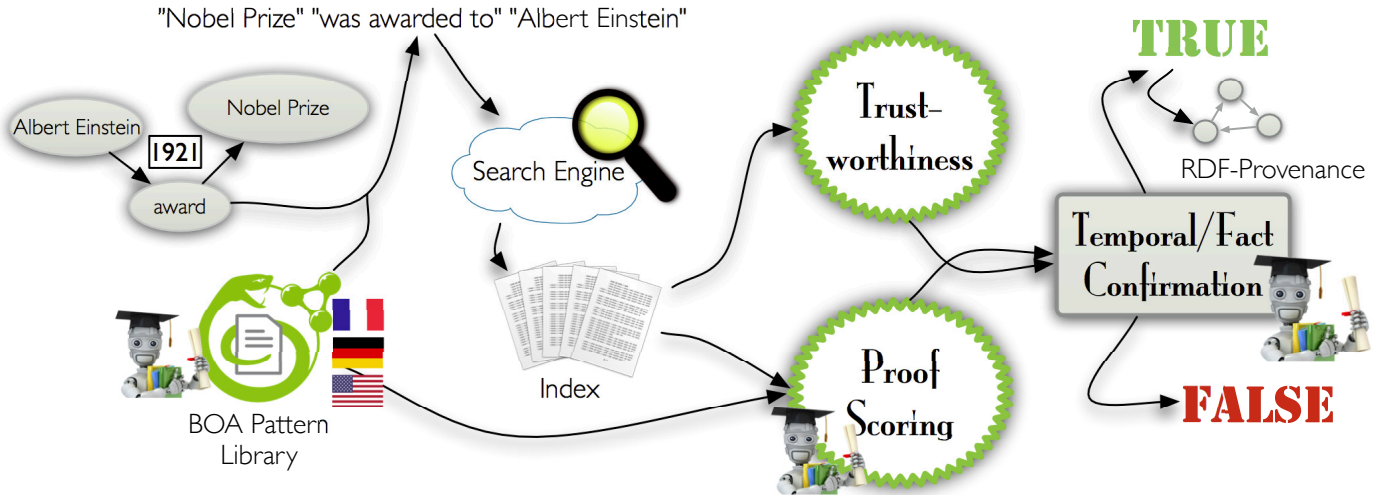 "Nobel Prize" "was awarded to" "Albert Einstein"
Albert Einstein
1921
Nobel Prize
award
BOA Pattern
Library
Search Engine
Index
Trust-
worthiness
Proof
Scoring
Temporal/Fact
Confirmation
TRUE
RDF-Provenance
FALSE